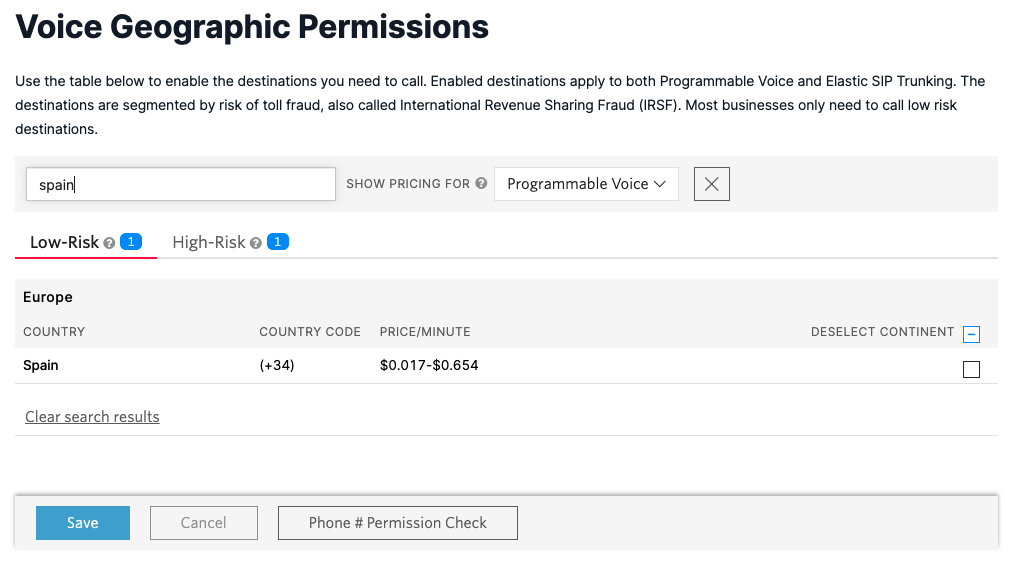 Voice Geographic Permissions
Use the table below to enable the destinations you need to call. Enabled destinations apply to both Programmable Voice and Elastic SIP Trunking. The
destinations are segmented by risk of toll fraud, also called International Revenue Sharing Fraud (IRSF). Most businesses only need to call low risk
destinations.
spain SHOW PRICING FOR ? Programmable Voice
Low-Risk ? 1 High-Risk ? 1
Europe
COUNTRY COUNTRY CODE PRICE/MINUTE DESELECT CONTINENT
Spain (+34) $0.017-$0.654
Clear search results
Save Cancel Phone # Permission Check